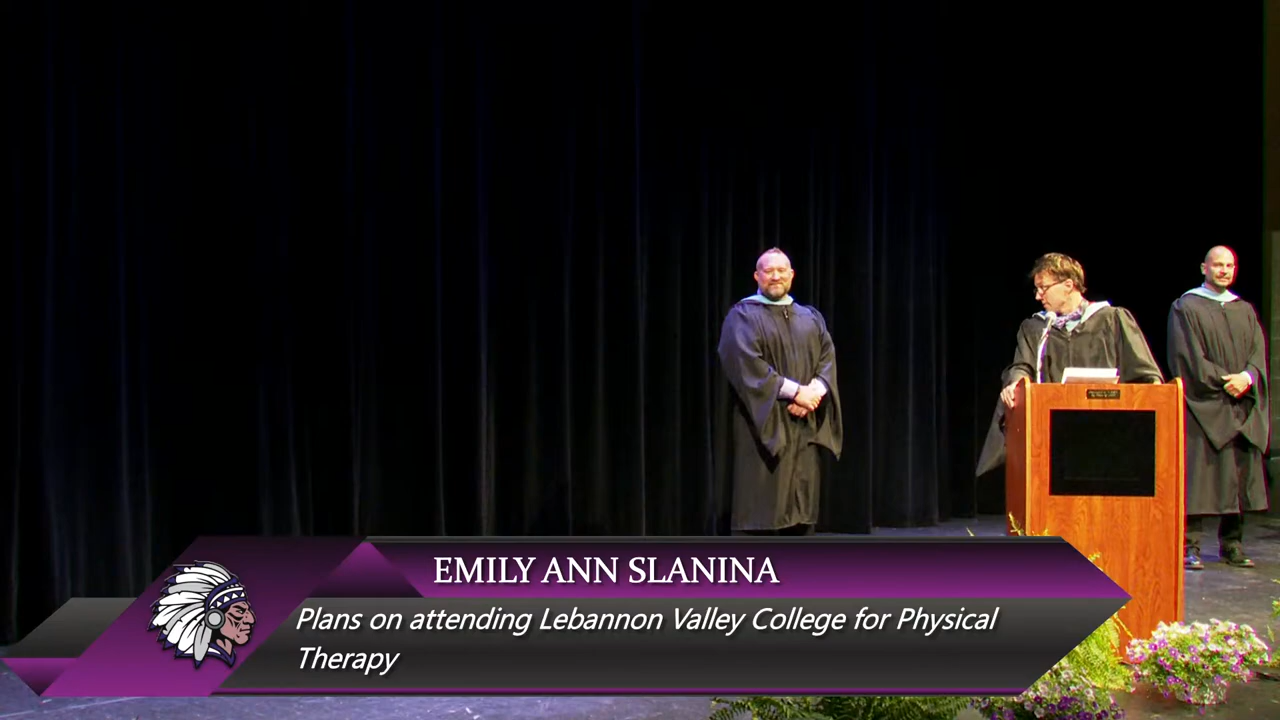 EMILY ANN SLANINA
Plans on attending Lebannon Valley College for Physical
Therapy